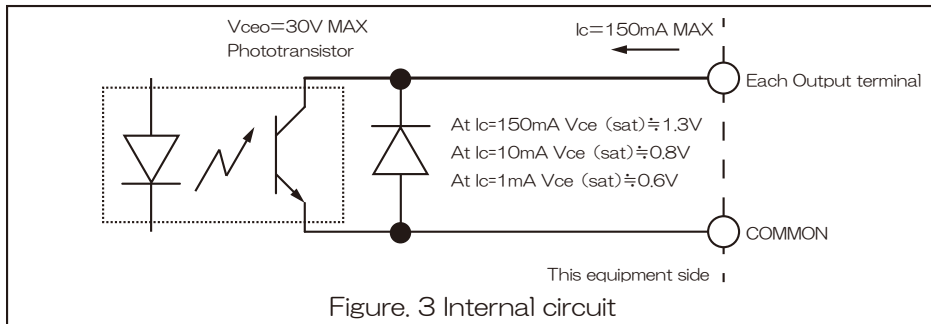 Vceo=30V MAX
Phototransistor
Ic=150mA MAX
Each Output terminal
At Ic=150mA Vce (sat)≒1.3V
At Ic=10mA Vce (sat)≒0.8V
At Ic=1mA Vce (sat)≒0.6V
COMMON
This equipment side
Figure. 3 Internal circuit